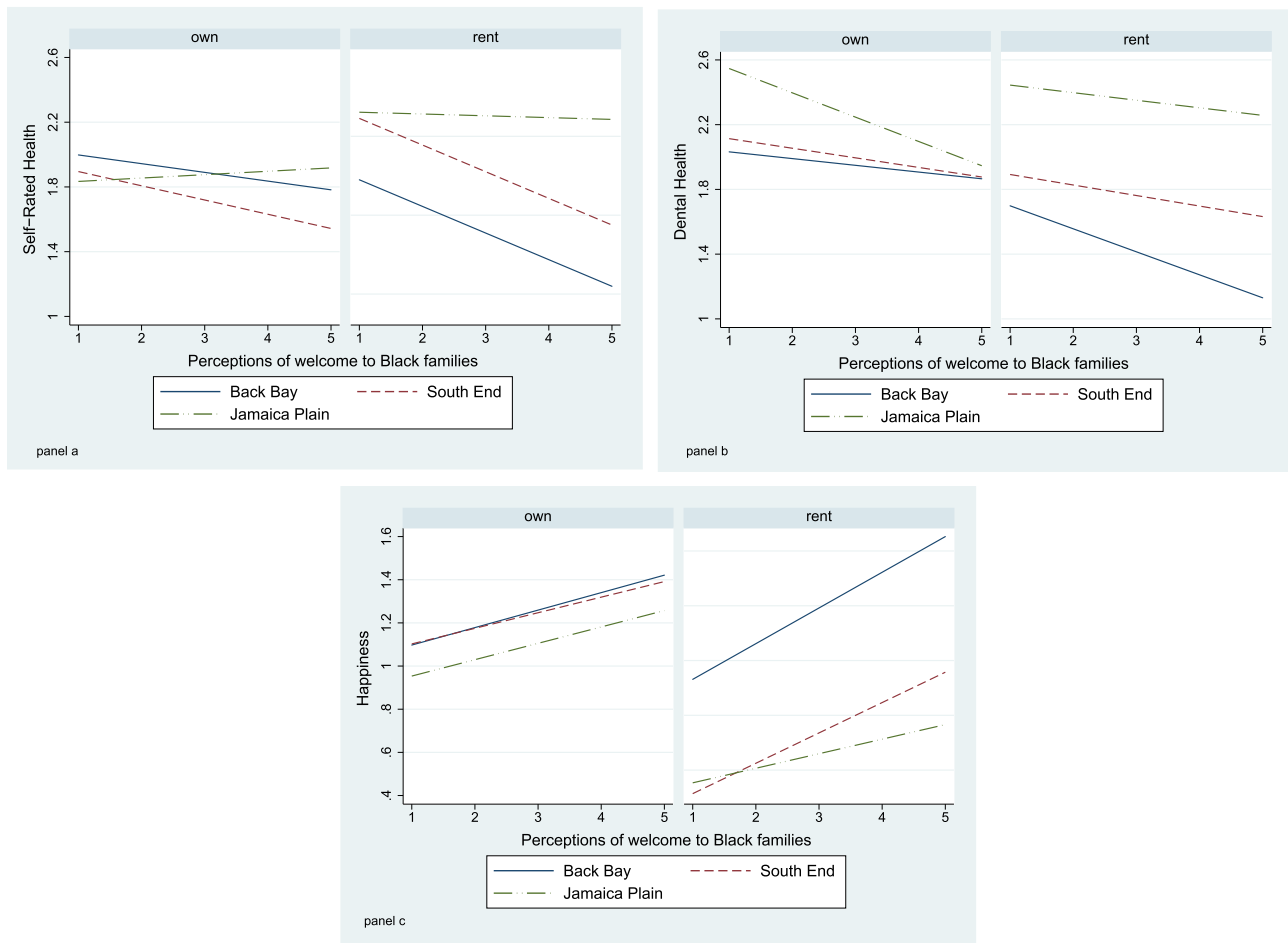 own rent
2.6
2.2
1.8
1.4
1
Self−Rated Health
1 2 3 4 5 1 2 3 4 5
Perceptions of welcome to Black families
Back Bay South End
Jamaica Plain
panel a
own rent
2.6
2.2
1.8
1.4
1
Dental Health
1 2 3 4 5 1 2 3 4 5
Perceptions of welcome to Black families
Back Bay South End
Jamaica Plain
panel b
own rent
1.6
1.4
1.2
1
.8
.6
.4
Happiness
1 2 3 4 5 1 2 3 4 5
Perceptions of welcome to Black families
Back Bay South End
Jamaica Plain
panel c